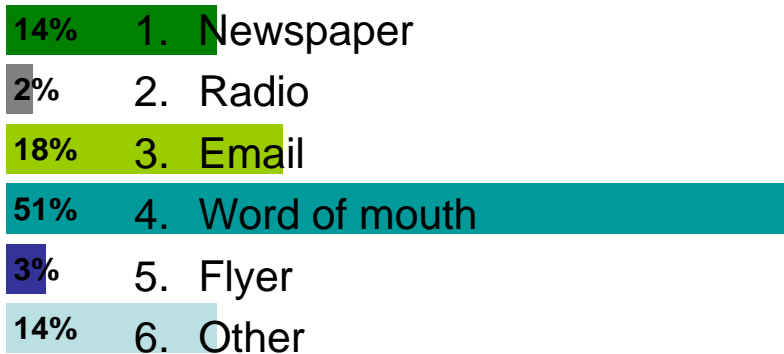 14% 1. Newspaper
2% 2. Radio
18% 3. Email
51% 4. Word of mouth
3% 5. Flyer
14% 6. Other